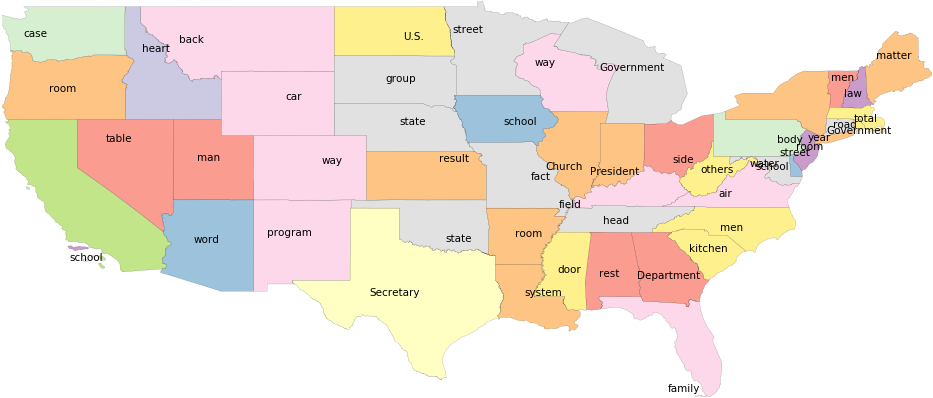 case
heart
back
U.S.
street
way
Government
matter
men
law
room
group
car
state
school
total
road
Government
table
man
way
result
Church
President
side
body
year
room
street
others
water
school
fact
air
field
word
program
state
room
head
men
kitchen
school
Secretary
system
door
rest
Department
family